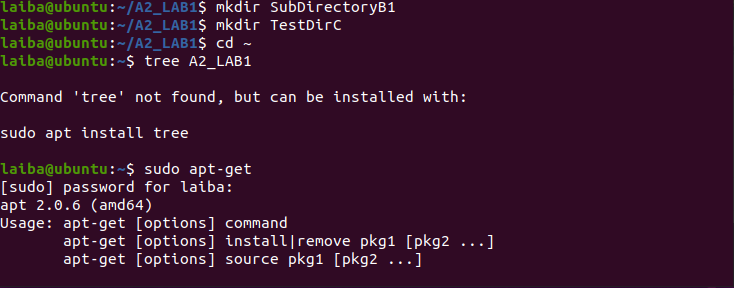 laiba@ubuntu:~/A2_LAB1$ mkdir SubDirectoryB1
laiba@ubuntu:~/A2_LAB1$ mkdir TestDirC
laiba@ubuntu:~/A2_LAB1$ cd ~
laiba@ubuntu:~$ tree A2_LAB1
Command 'tree' not found, but can be installed with:
sudo apt install tree
laiba@ubuntu:~$ sudo apt-get
[sudo] password for laiba:
apt 2.0.6 (amd64)
Usage: apt-get [options] command
       apt-get [options] install|remove pkg1 [pkg2 ...]
       apt-get [options] source pkg1 [pkg2 ...]